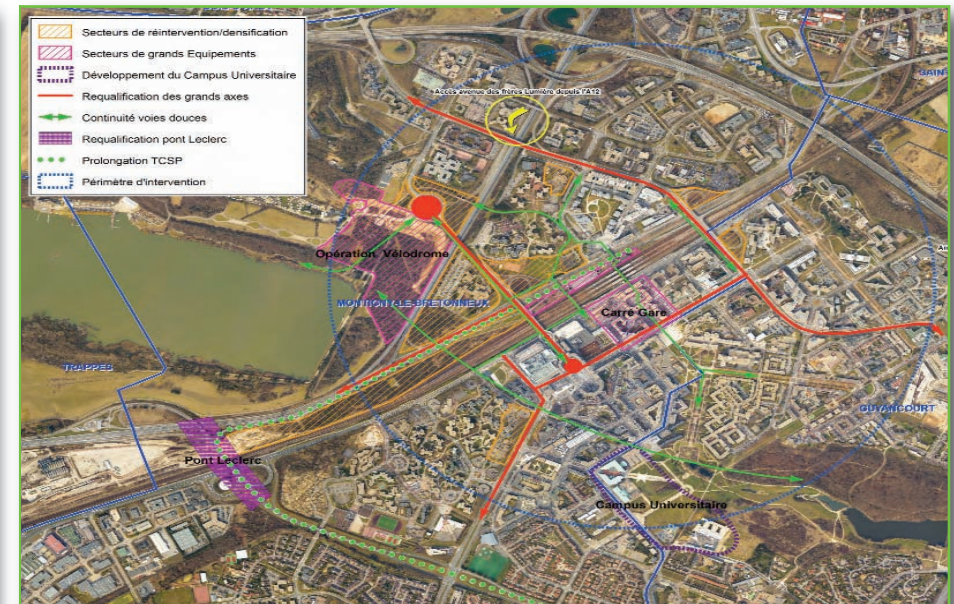 Secteurs de réintervention/densification
Secteurs de grands Equipements
Développement du Campus Universitaire
Requalification des grands axes
Continuité voies douces
Requalification pont Leclerc
Prolongation TCSP
Périmètre d'intervention
Accès avenue des frères Lumière depuis l'A12
Opération Vélodrome
MONTIGNY-LE-BRETONNEUX
Carré Gare
TRAPPES
GUYANCOURT
Pont Leclerc
Campus Universitaire